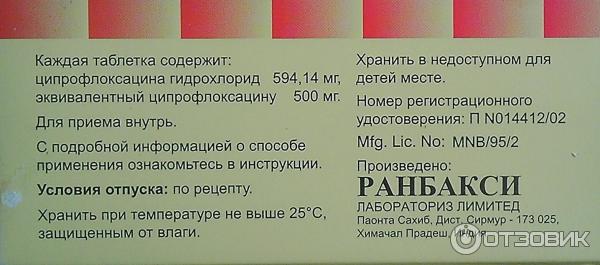 Каждая таблетка содержит:
ципрофлоксацина гидрохлорид 594,14 мг,
эквивалентный ципрофлоксацину 500 мг.
Для приема внутрь.
С подробной информацией о способе
применения ознакомьтесь в инструкции.
Условия отпуска: по рецепту.
Хранить при температуре не выше 25°C,
защищенным от влаги.
Хранить в недоступном для
детей месте.
Номер регистрационного
удостоверения: П N014412/02
Mfg. Lic. No: MNB/95/2
Произведено:
РАНБАКСИ
ЛАБОРАТОРИЗ ЛИМИТЕД
Паонта Сахиб, Дист. Сирмур - 173 025,
Химачал Прадеш, Индия
ОТЗОВИК